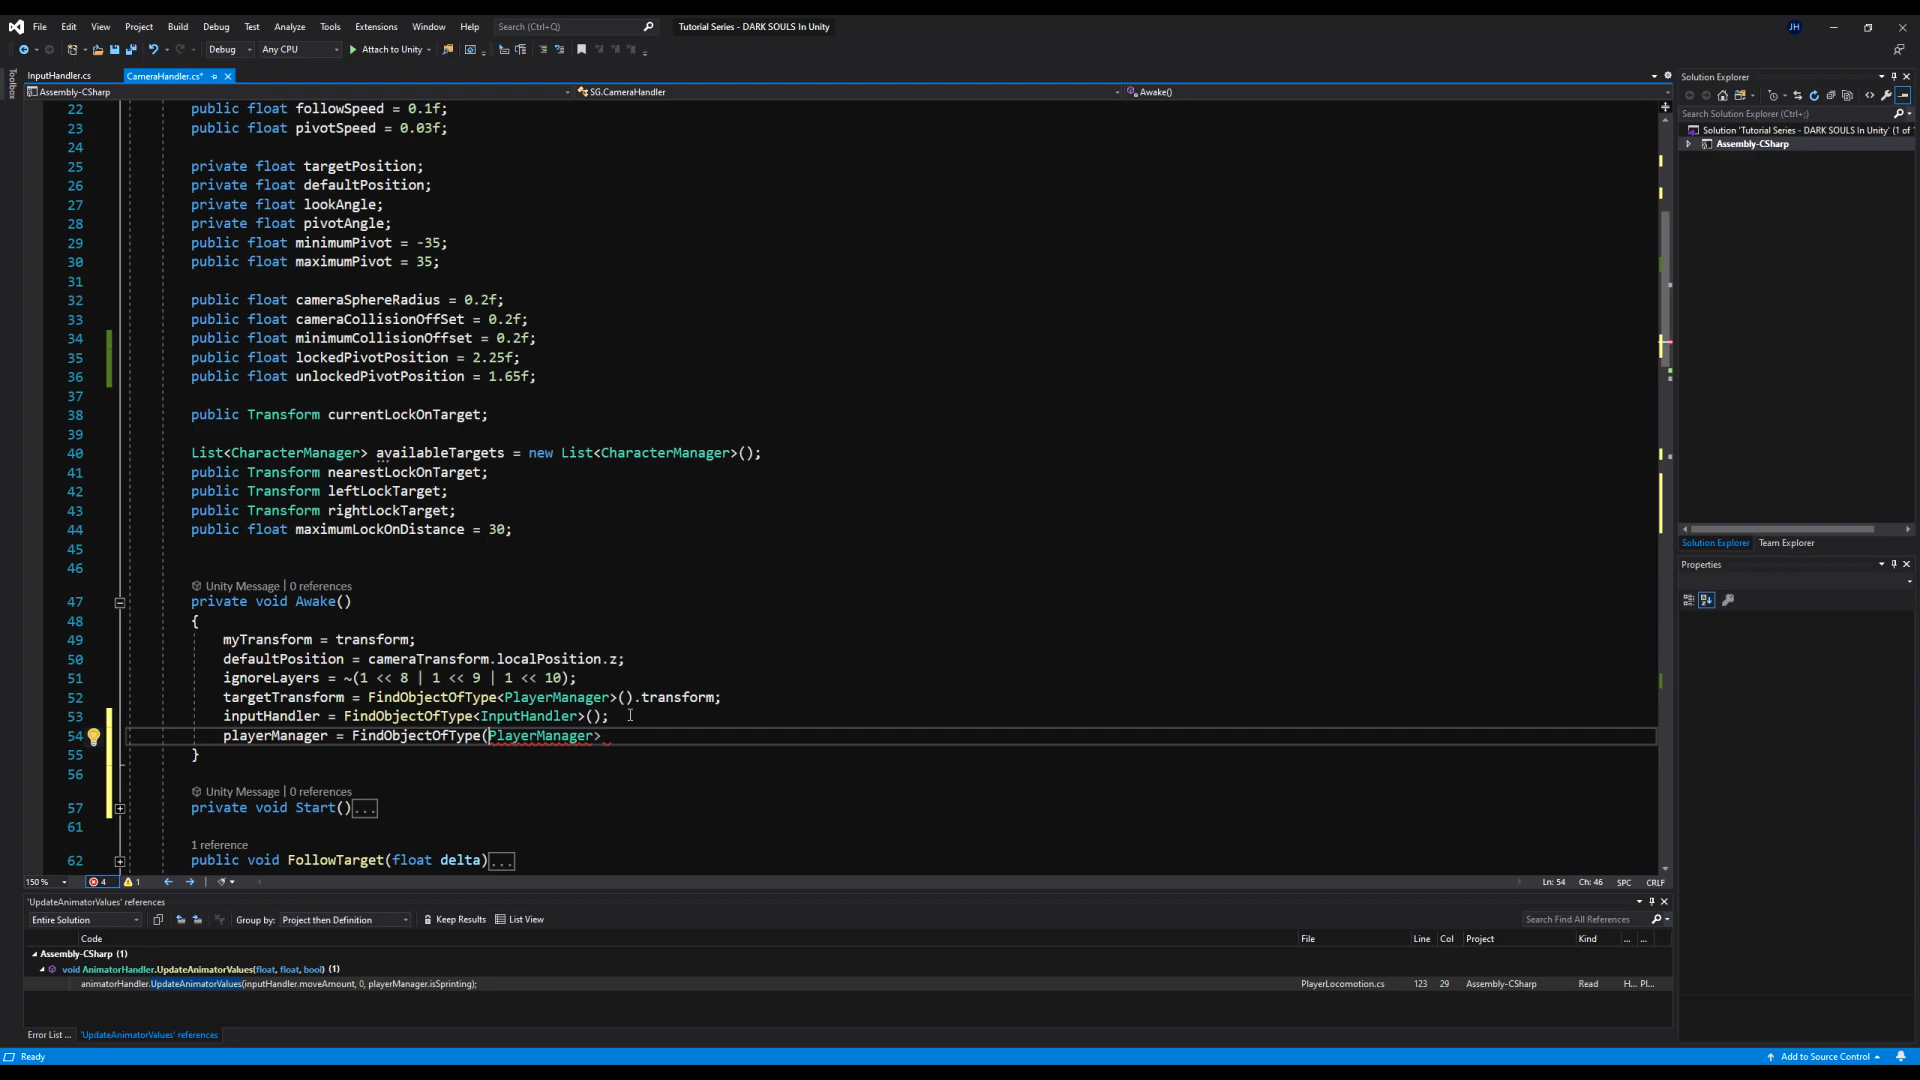 File Edit View Project Build Debug Test Analyze Tools Extensions Window Help Search (Ctrl+Q) Tutorial Series - DARK SOULS In Unity JH
Debug Any CPU Attach to Unity
Toolbox
InputHandler.cs CameraHandler.cs*
Assembly-CSharp SG.CameraHandler Awake()
22 public float followSpeed = 0.1f;
23 public float pivotSpeed = 0.03f;
24
25 private float targetPosition;
26 private float defaultPosition;
27 private float lookAngle;
28 private float pivotAngle;
29 public float minimumPivot = -35;
30 public float maximumPivot = 35;
31
32 public float cameraSphereRadius = 0.2f;
33 public float cameraCollisionOffSet = 0.2f;
34 public float minimumCollisionOffset = 0.2f;
35 public float lockedPivotPosition = 2.25f;
36 public float unlockedPivotPosition = 1.65f;
37
38 public Transform currentLockOnTarget;
39
40 List<CharacterManager> availableTargets = new List<CharacterManager>();
41 public Transform nearestLockOnTarget;
42 public Transform leftLockTarget;
43 public Transform rightLockTarget;
44 public float maximumLockOnDistance = 30;
45
46
Unity Message | 0 references
47 private void Awake()
48 {
49 myTransform = transform;
50 defaultPosition = cameraTransform.localPosition.z;
51 ignoreLayers = ~(1 << 8 | 1 << 9 | 1 << 10);
52 targetTransform = FindObjectOfType<PlayerManager>().transform;
53 inputHandler = FindObjectOfType<InputHandler>();
54 playerManager = FindObjectOfType(PlayerManager>
55 }
56
Unity Message | 0 references
57 private void Start()...
61
1 reference
62 public void FollowTarget(float delta)...
150 % 4 1 Ln: 54 Ch: 46 SPC CRLF
'UpdateAnimatorValues' references
Entire Solution Group by: Project then Definition Keep Results List View Search Find All References
Code File Line Col Project Kind ... ...
Assembly-CSharp (1)
void AnimatorHandler.UpdateAnimatorValues(float, float, bool) (1)
animatorHandler.UpdateAnimatorValues(inputHandler.moveAmount, 0, playerManager.isSprinting); PlayerLocomotion.cs 123 29 Assembly-CSharp Read H... Pl...
Error List ... 'UpdateAnimatorValues' references
Ready Add to Source Control
Solution Explorer
Search Solution Explorer (Ctrl+;)
Solution 'Tutorial Series - DARK SOULS In Unity' (1 of
Assembly-CSharp
Solution Explorer Team Explorer
Properties